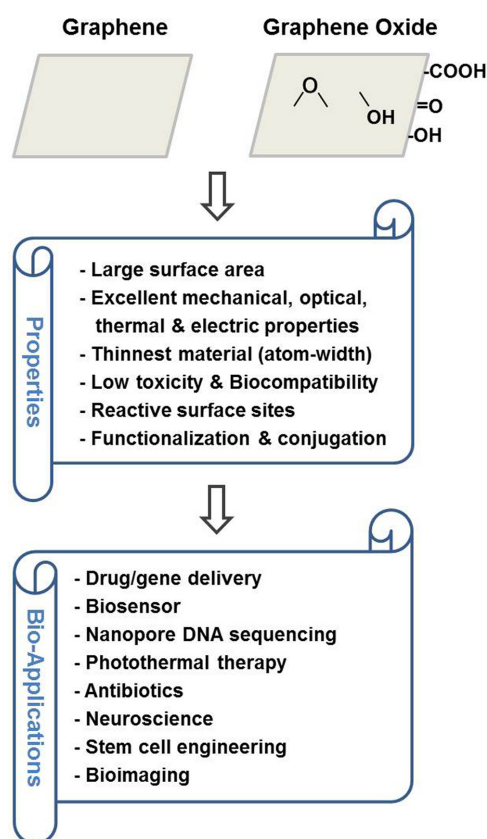 Graphene
Graphene Oxide
O
OH
-COOH
=O
-OH
Properties
- Large surface area
- Excellent mechanical, optical,
thermal & electric properties
- Thinnest material (atom-width)
- Low toxicity & Biocompatibility
- Reactive surface sites
- Functionalization & conjugation
Bio-Applications
- Drug/gene delivery
- Biosensor
- Nanopore DNA sequencing
- Photothermal therapy
- Antibiotics
- Neuroscience
- Stem cell engineering
- Bioimaging